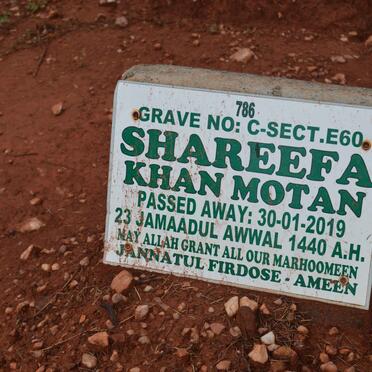 786
GRAVE NO: C-SECT.E60
SHAREEFA
KHAN MOTAN
PASSED AWAY: 30-01-2019
23 JAMAADUL AWWAL 1440 A.H.
MAY ALLAH GRANT ALL OUR MARHOOMEEN
JANNATUL FIRDOSE - AMEEN